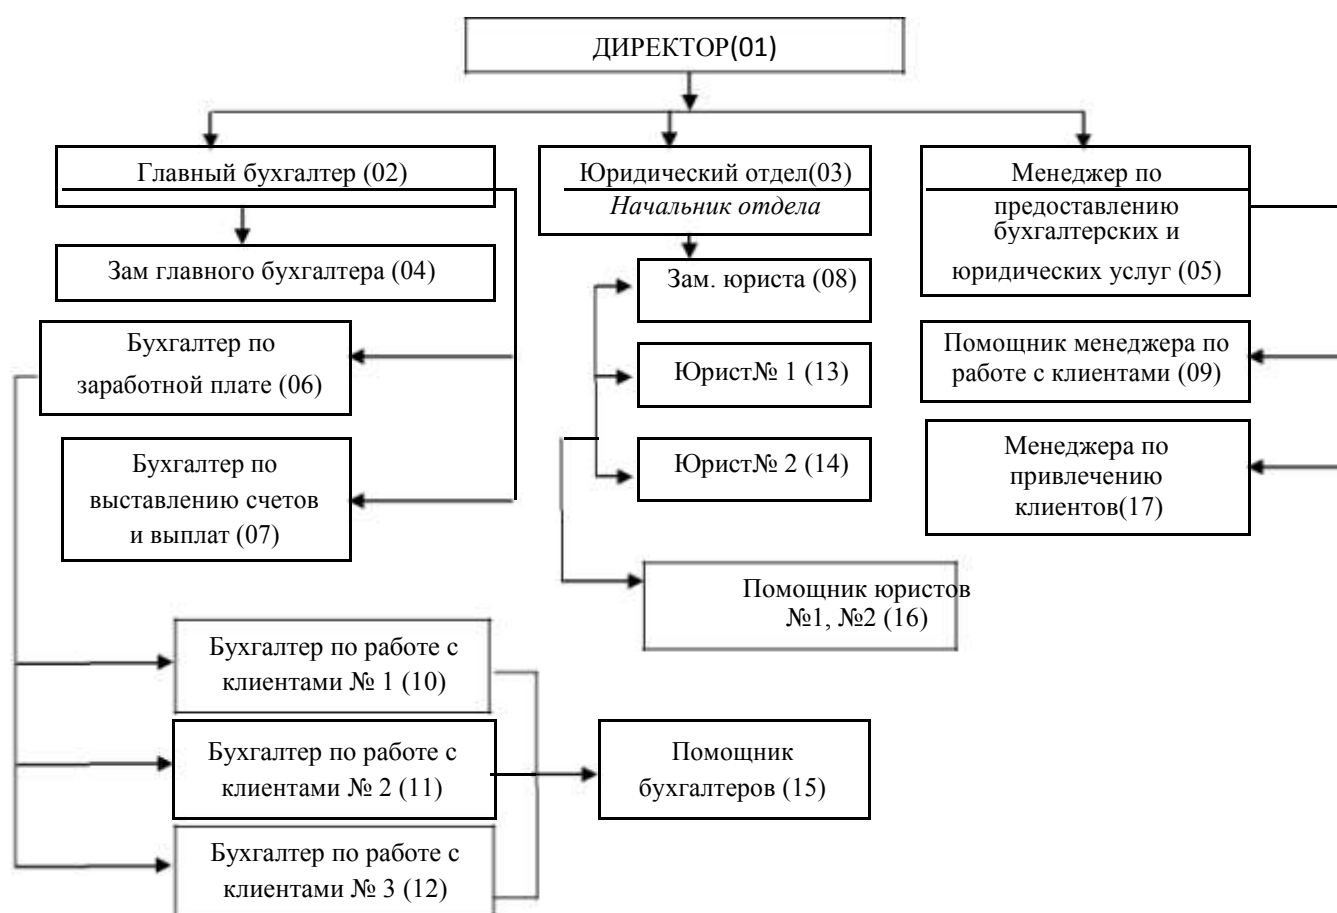 ДИРЕКТОР(01)
Главный бухгалтер (02)
Зам главного бухгалтера (04)
Бухгалтер по
заработной плате (06)
Бухгалтер по
выставлению счетов
и выплат (07)
Юридический отдел(03)
Начальник отдела
Зам. юриста (08)
Юрист№ 1 (13)
Юрист№ 2 (14)
Помощник юристов
№1, №2 (16)
Менеджер по
предоставлению
бухгалтерских и
юридических услуг (05)
Помощник менеджера по
работе с клиентами (09)
Менеджера по
привлечению
клиентов(17)
Бухгалтер по работе с
клиентами № 1 (10)
Бухгалтер по работе с
клиентами № 2 (11)
Бухгалтер по работе с
клиентами № 3 (12)
Помощник
бухгалтеров (15)